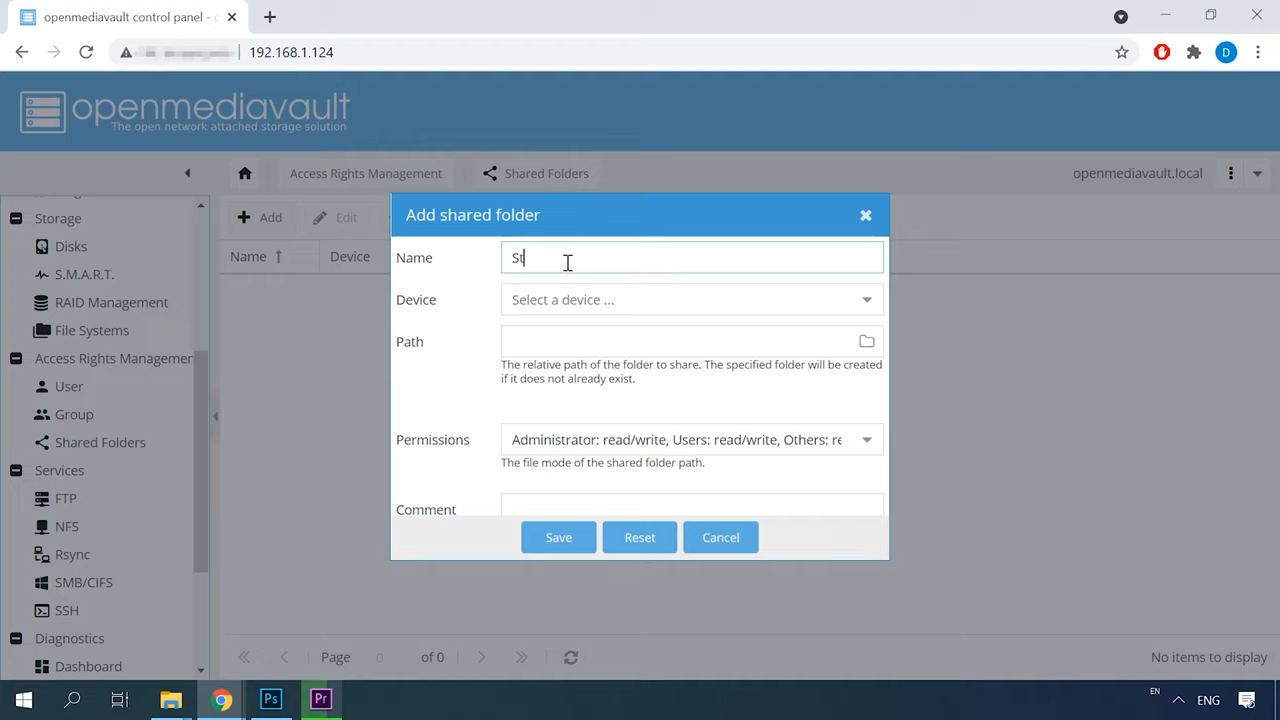 openmediavault control panel - c
192.168.1.124
D
openmediavault
The open network attached storage solution
Access Rights Management
Shared Folders
openmediavault.local
Storage
Disks
S.M.A.R.T.
RAID Management
File Systems
Access Rights Managemer
User
Group
Shared Folders
Services
FTP
NFS
Rsync
SMB/CIFS
SSH
Diagnostics
Dashboard
Add
Edit
Name
Device
Add shared folder
Name
St
Device
Select a device ...
Path
The relative path of the folder to share. The specified folder will be created
if it does not already exist.
Permissions
Administrator: read/write, Users: read/write, Others: re
The file mode of the shared folder path.
Comment
Save
Reset
Cancel
Page
0
of 0
No items to display
Ps
Pr
EN
ENG